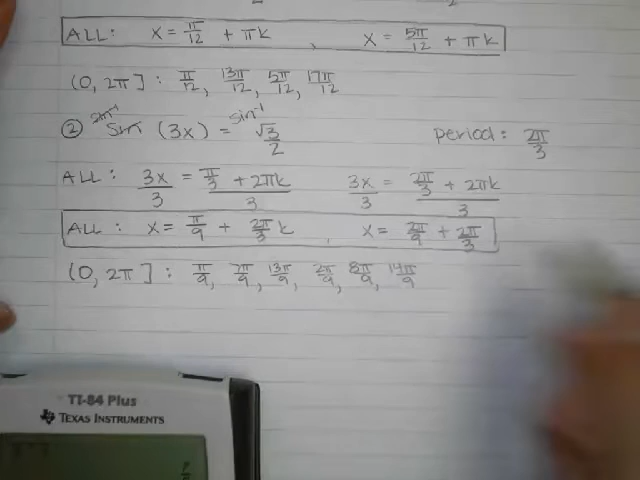 ALL: x = π/12 + πk , x = 5π/12 + πk
(0, 2π] : π/12, 13π/12, 5π/12, 17π/12
② sin⁻¹ sin (3x) = sin⁻¹ √3/2 period: 2π/3
ALL: 3x/3 = π/3 + 2πk/3 3x/3 = 2π/3 + 2πk/3
ALL: x = π/9 + 2π/3 k , x = 2π/9 + 2π/3
(0, 2π] : π/9, 7π/9, 13π/9, 2π/9, 8π/9, 14π/9
TI-84 Plus
TEXAS INSTRUMENTS